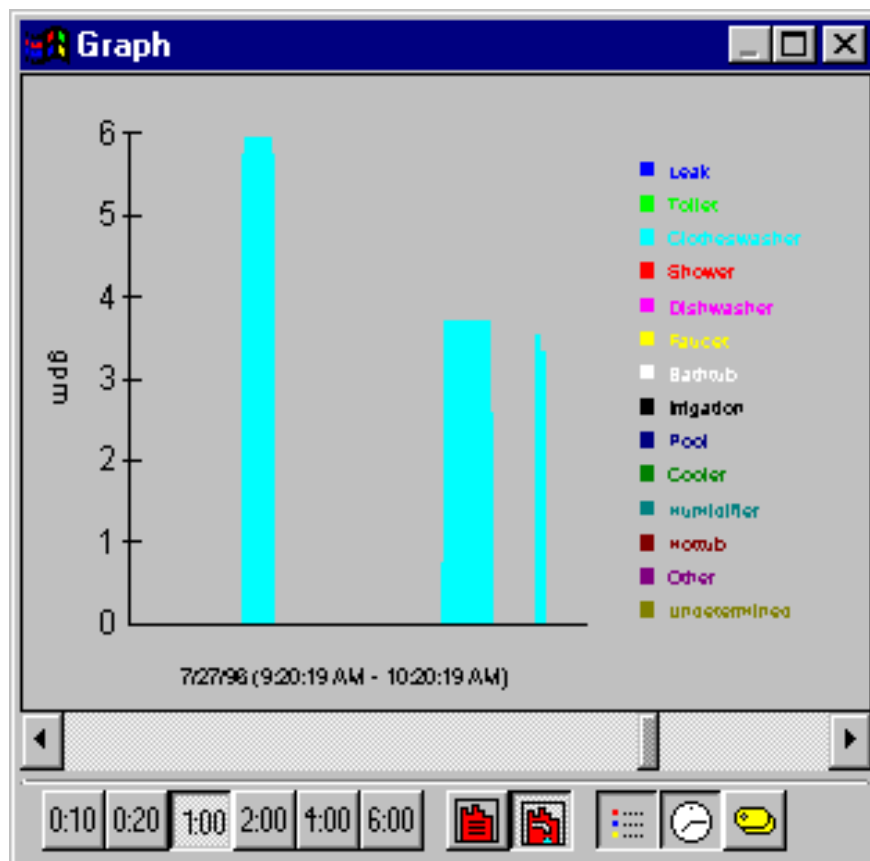 Graph
6
5
4
3
2
1
0
gpm
Leak
Toilet
Clotheswasher
Shower
Dishwasher
Faucet
Bathtub
Irrigation
Pool
Cooler
Humidifier
Hottub
Other
Undetermined
7/27/96 (9:20:19 AM - 10:20:19 AM)
0:10 0:20 1:00 2:00 4:00 6:00